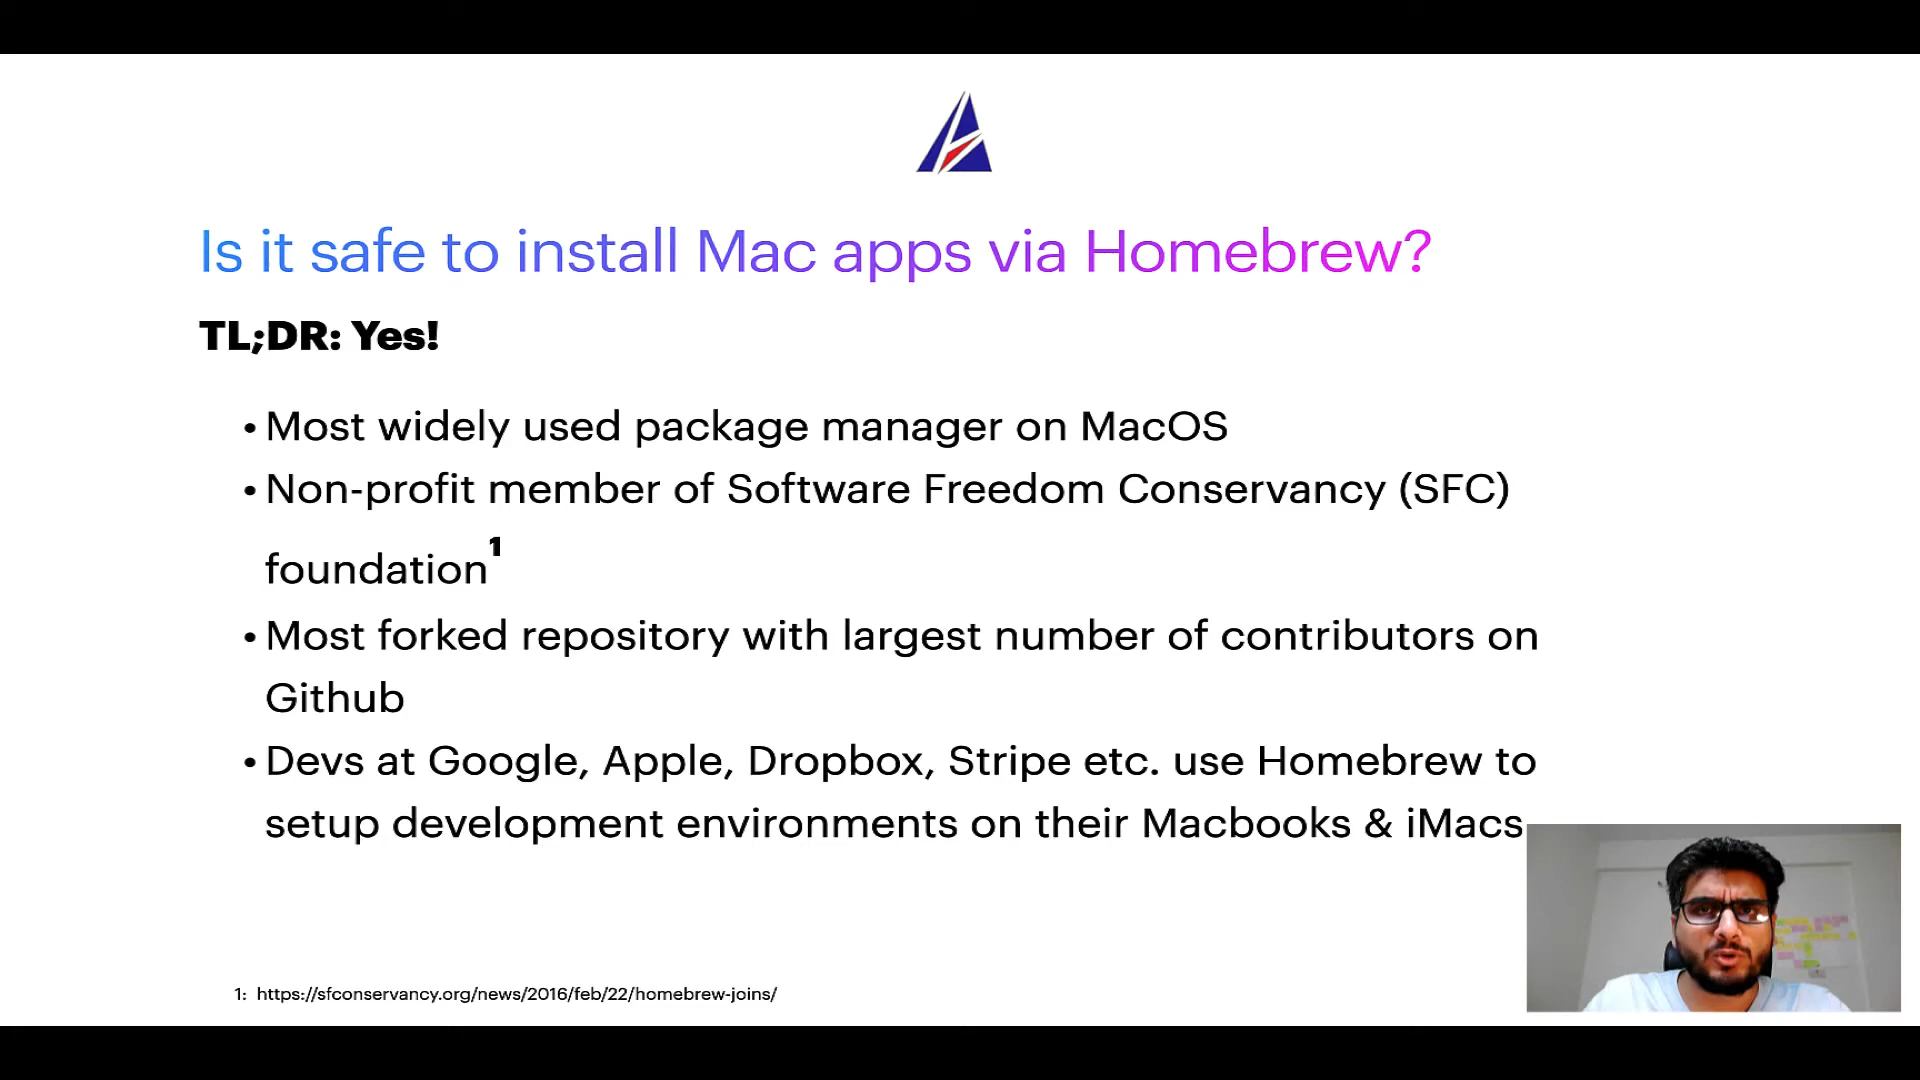 Is it safe to install Mac apps via Homebrew?
TL;DR: Yes!
• Most widely used package manager on MacOS
• Non-profit member of Software Freedom Conservancy (SFC)
foundation1
• Most forked repository with largest number of contributors on
Github
• Devs at Google, Apple, Dropbox, Stripe etc. use Homebrew to
setup development environments on their Macbooks & iMacs
1: https://sfconservancy.org/news/2016/feb/22/homebrew-joins/